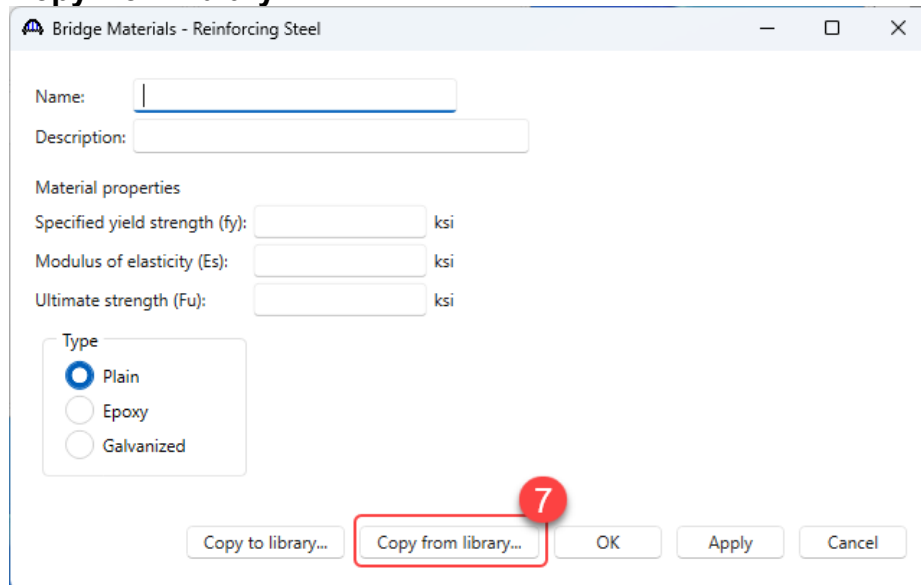 Bridge Materials - Reinforcing Steel
Name:
Description:
Material properties
Specified yield strength (fy): ksi
Modulus of elasticity (Es): ksi
Ultimate strength (Fu): ksi
Type
Plain
Epoxy
Galvanized
7
Copy to library... Copy from library... OK Apply Cancel